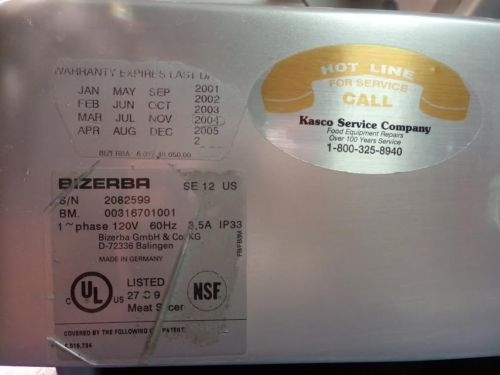 WARRANTY EXPIRES LAST
JAN MAY SEP 2001
FEB JUN OCT 2002
MAR JUL NOV 2003
APR AUG DEC 2004
2005
2
BIZERBA
HOT LINE
FOR SERVICE
CALL
Kasco Service Company
Food Equipment Repairs
Over 100 Years Service
1-800-325-8940
BIZERBA SE 12 US
S/N 2082599
BM. 00316701001
1~phase 120V 60Hz 3,5A IP33
Bizerba GmbH & Co. KG
D-72336 Balingen
MADE IN GERMANY
C UL US
LISTED
Meat Slicer
NSF
COVERED BY THE FOLLOWING PATENT